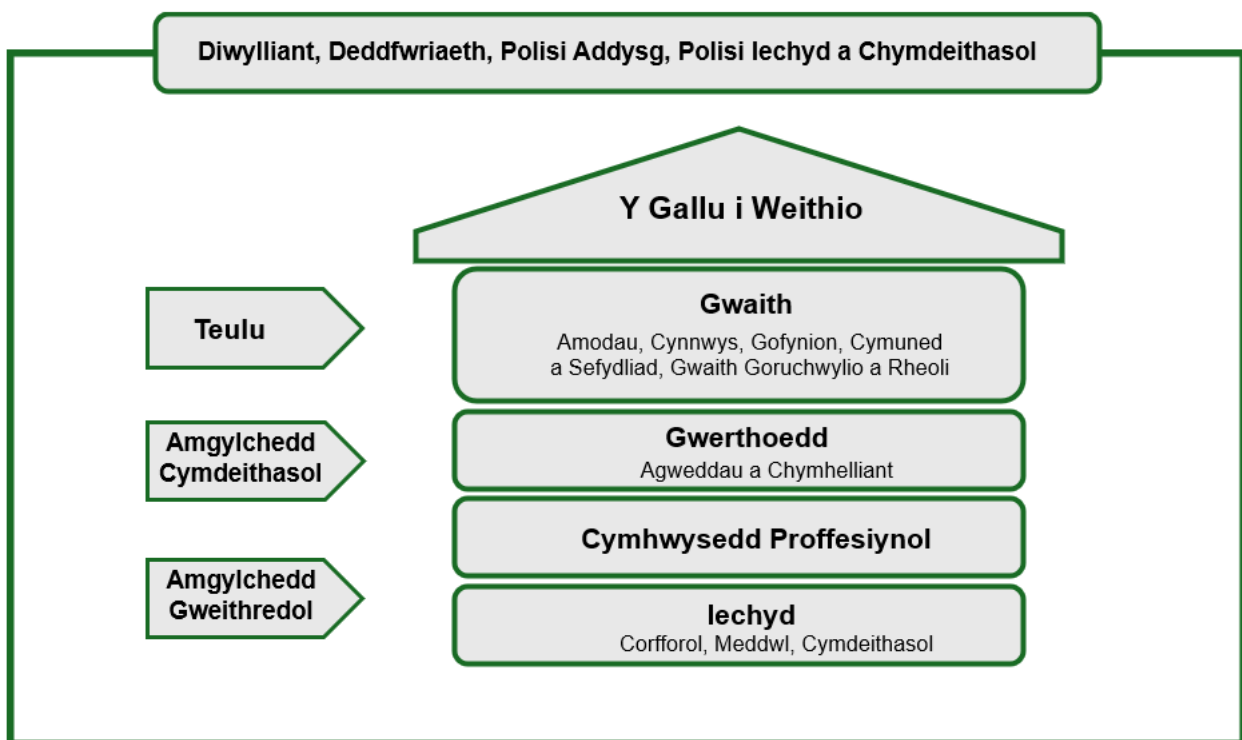 Diwylliant, Deddfwriaeth, Polisi Addysg, Polisi Iechyd a Chymdeithasol
Y Gallu i Weithio
Teulu
Gwaith
Amodau, Cynnwys, Gofynion, Cymuned
a Sefydliad, Gwaith Goruchwylio a Rheoli
Amgylchedd
Cymdeithasol
Gwerthoedd
Agweddau a Chymhelliant
Cymhwysedd Proffesiynol
Amgylchedd
Gweithredol
Iechyd
Corfforol, Meddwl, Cymdeithasol